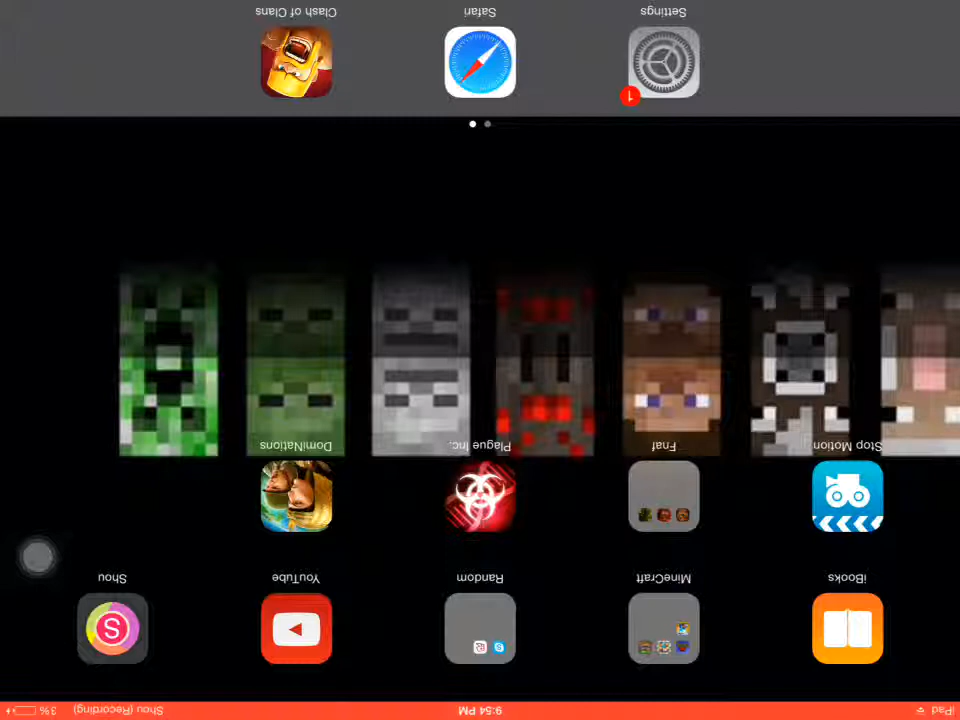 iPad 9:54 PM Shou (Recording) 3%
iBooks MineCraft Random YouTube Shou
S
Stop Motion Fnaf Plague Inc. DomiNations
1
Settings Safari Clash of Clans